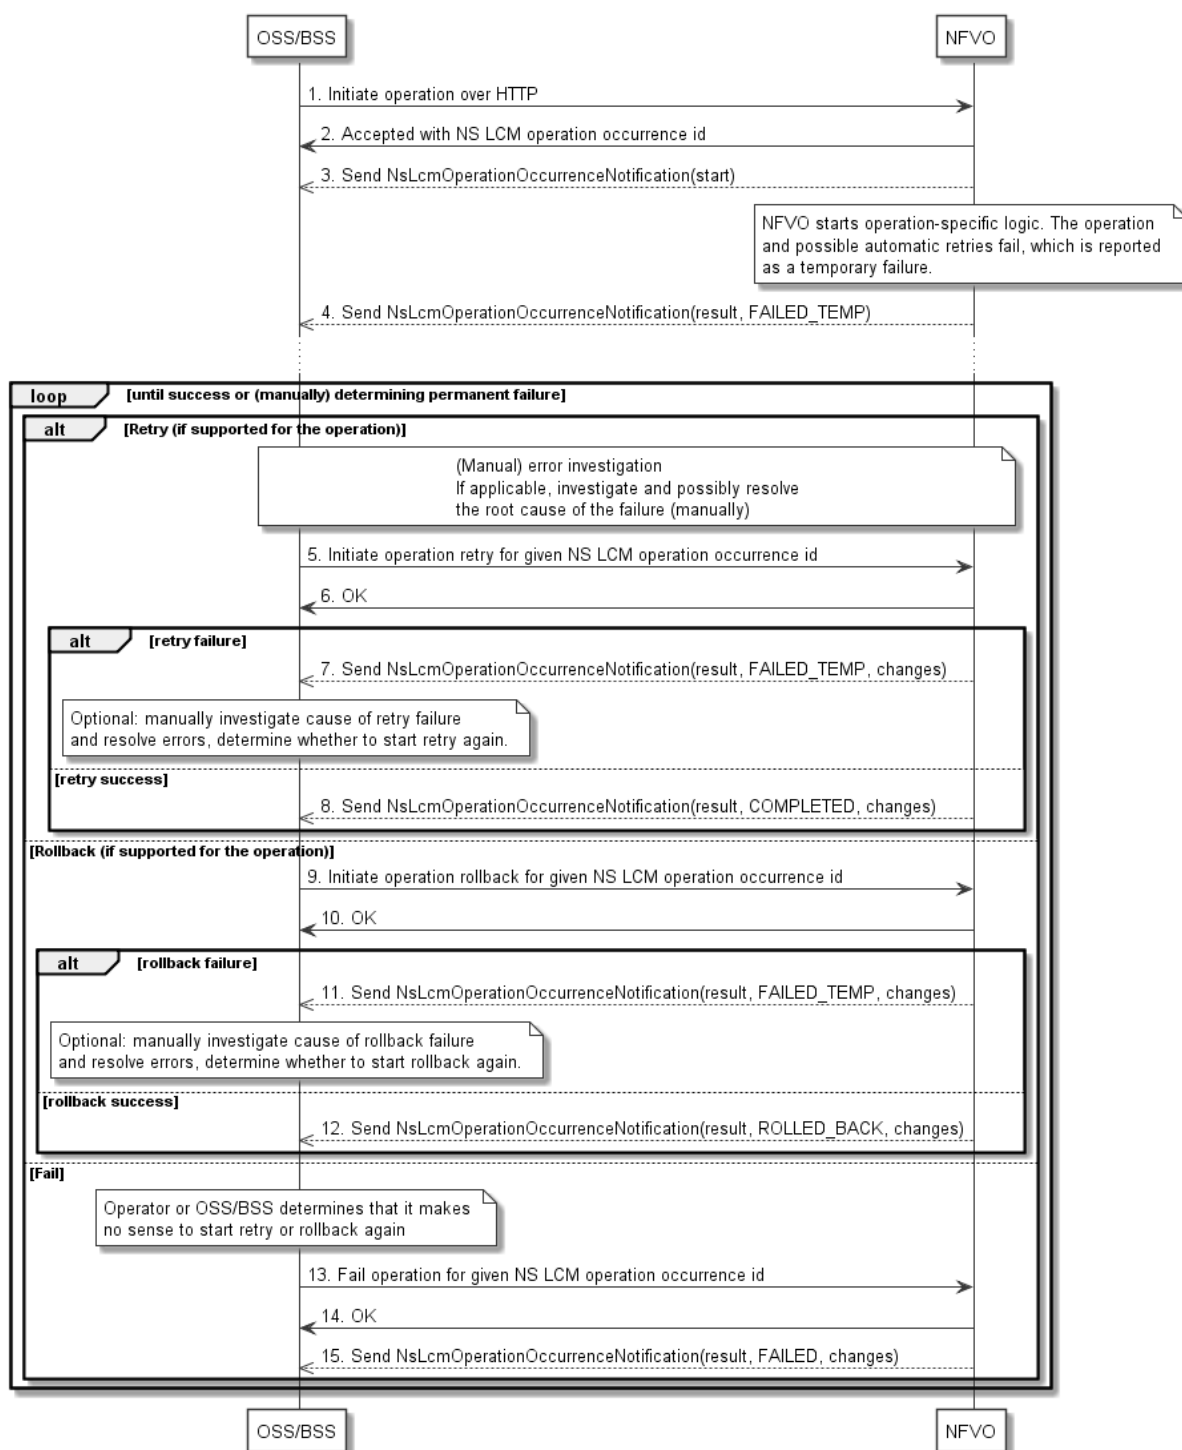 OSS/BSS
NFVO
1. Initiate operation over HTTP
2. Accepted with NS LCM operation occurrence id
3. Send NsLcmOperationOccurrenceNotification(start)
NFVO starts operation-specific logic. The operation
and possible automatic retries fail, which is reported
as a temporary failure.
4. Send NsLcmOperationOccurrenceNotification(result, FAILED_TEMP)
loop
[until success or (manually) determining permanent failure]
alt
[Retry (if supported for the operation)]
(Manual) error investigation
If applicable, investigate and possibly resolve
the root cause of the failure (manually)
5. Initiate operation retry for given NS LCM operation occurrence id
6. OK
alt
[retry failure]
7. Send NsLcmOperationOccurrenceNotification(result, FAILED_TEMP, changes)
Optional: manually investigate cause of retry failure
and resolve errors, determine whether to start retry again.
[retry success]
8. Send NsLcmOperationOccurrenceNotification(result, COMPLETED, changes)
[Rollback (if supported for the operation)]
9. Initiate operation rollback for given NS LCM operation occurrence id
10. OK
alt
[rollback failure]
11. Send NsLcmOperationOccurrenceNotification(result, FAILED_TEMP, changes)
Optional: manually investigate cause of rollback failure
and resolve errors, determine whether to start rollback again.
[rollback success]
12. Send NsLcmOperationOccurrenceNotification(result, ROLLED_BACK, changes)
[Fail]
Operator or OSS/BSS determines that it makes
no sense to start retry or rollback again
13. Fail operation for given NS LCM operation occurrence id
14. OK
15. Send NsLcmOperationOccurrenceNotification(result, FAILED, changes)
OSS/BSS
NFVO